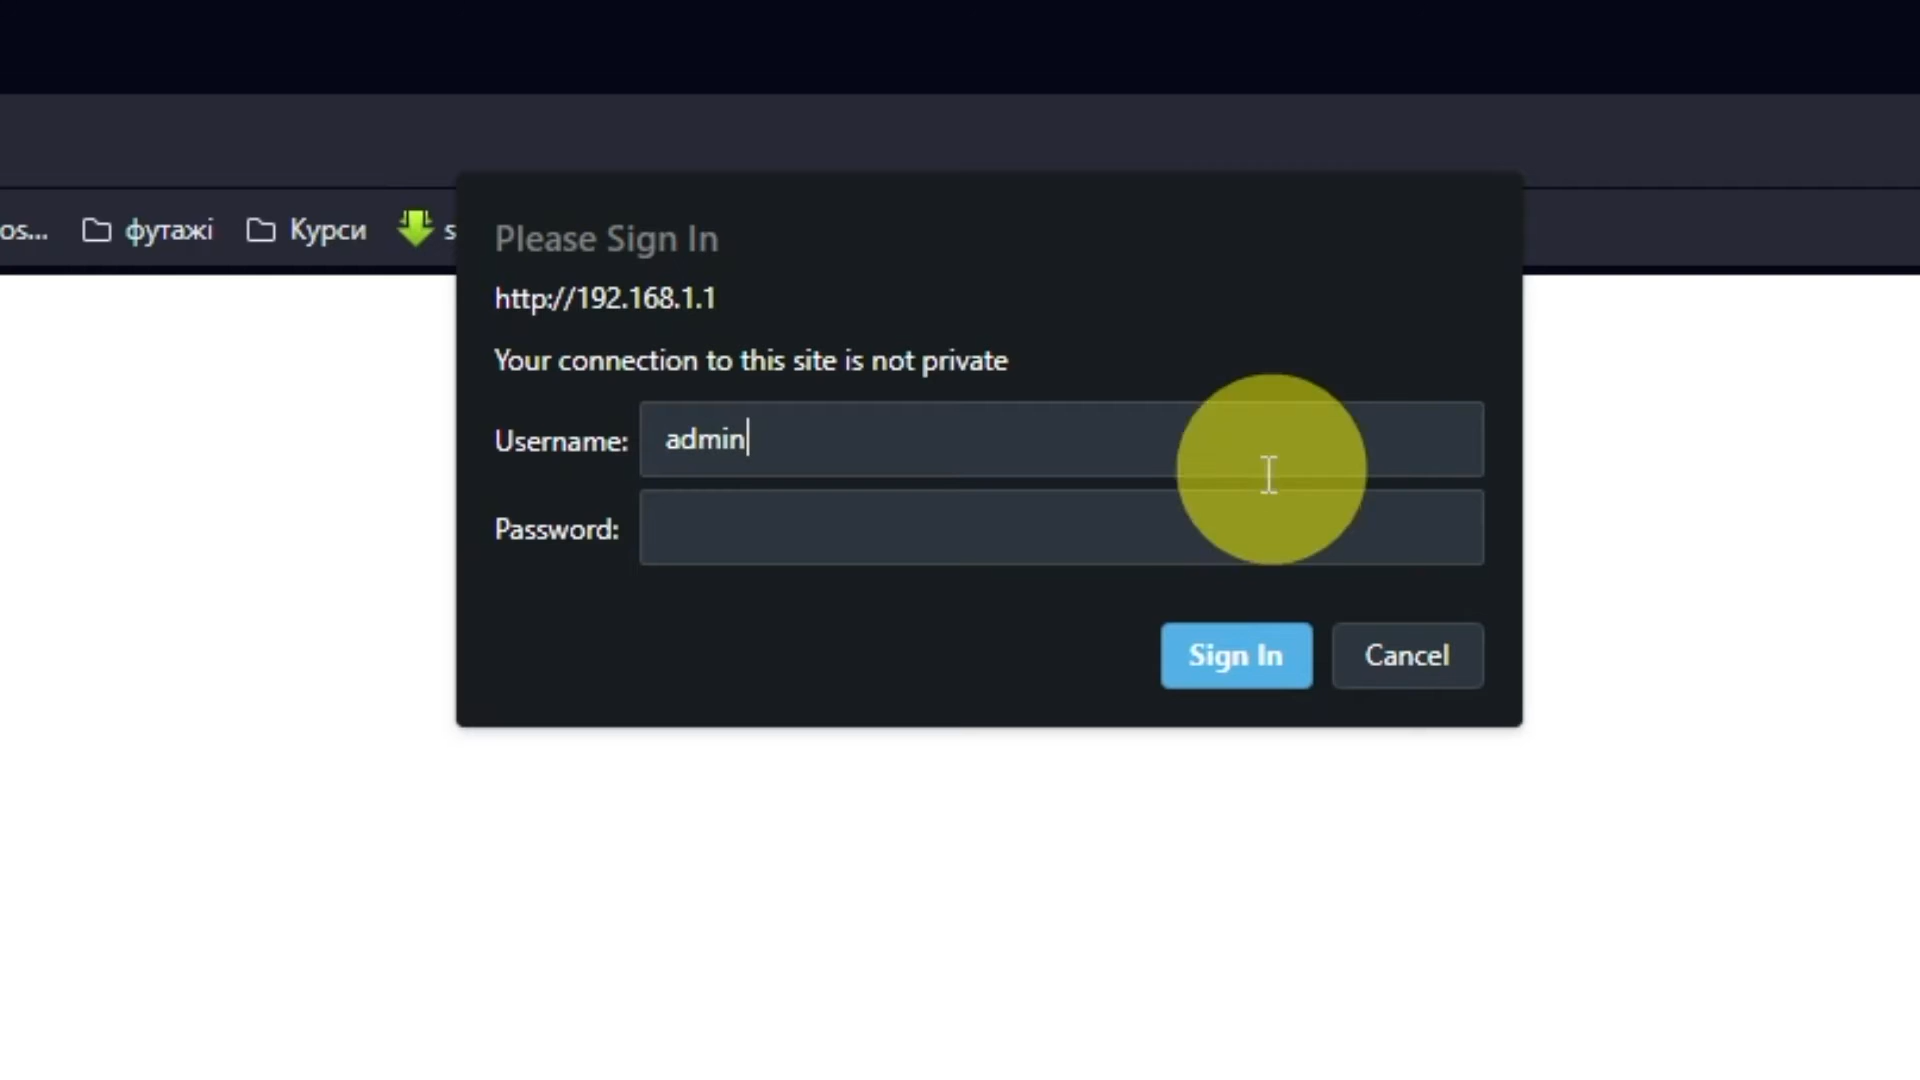 os... футажі Курси s
Please Sign In
http://192.168.1.1
Your connection to this site is not private
Username: admin
Password:
Sign In Cancel